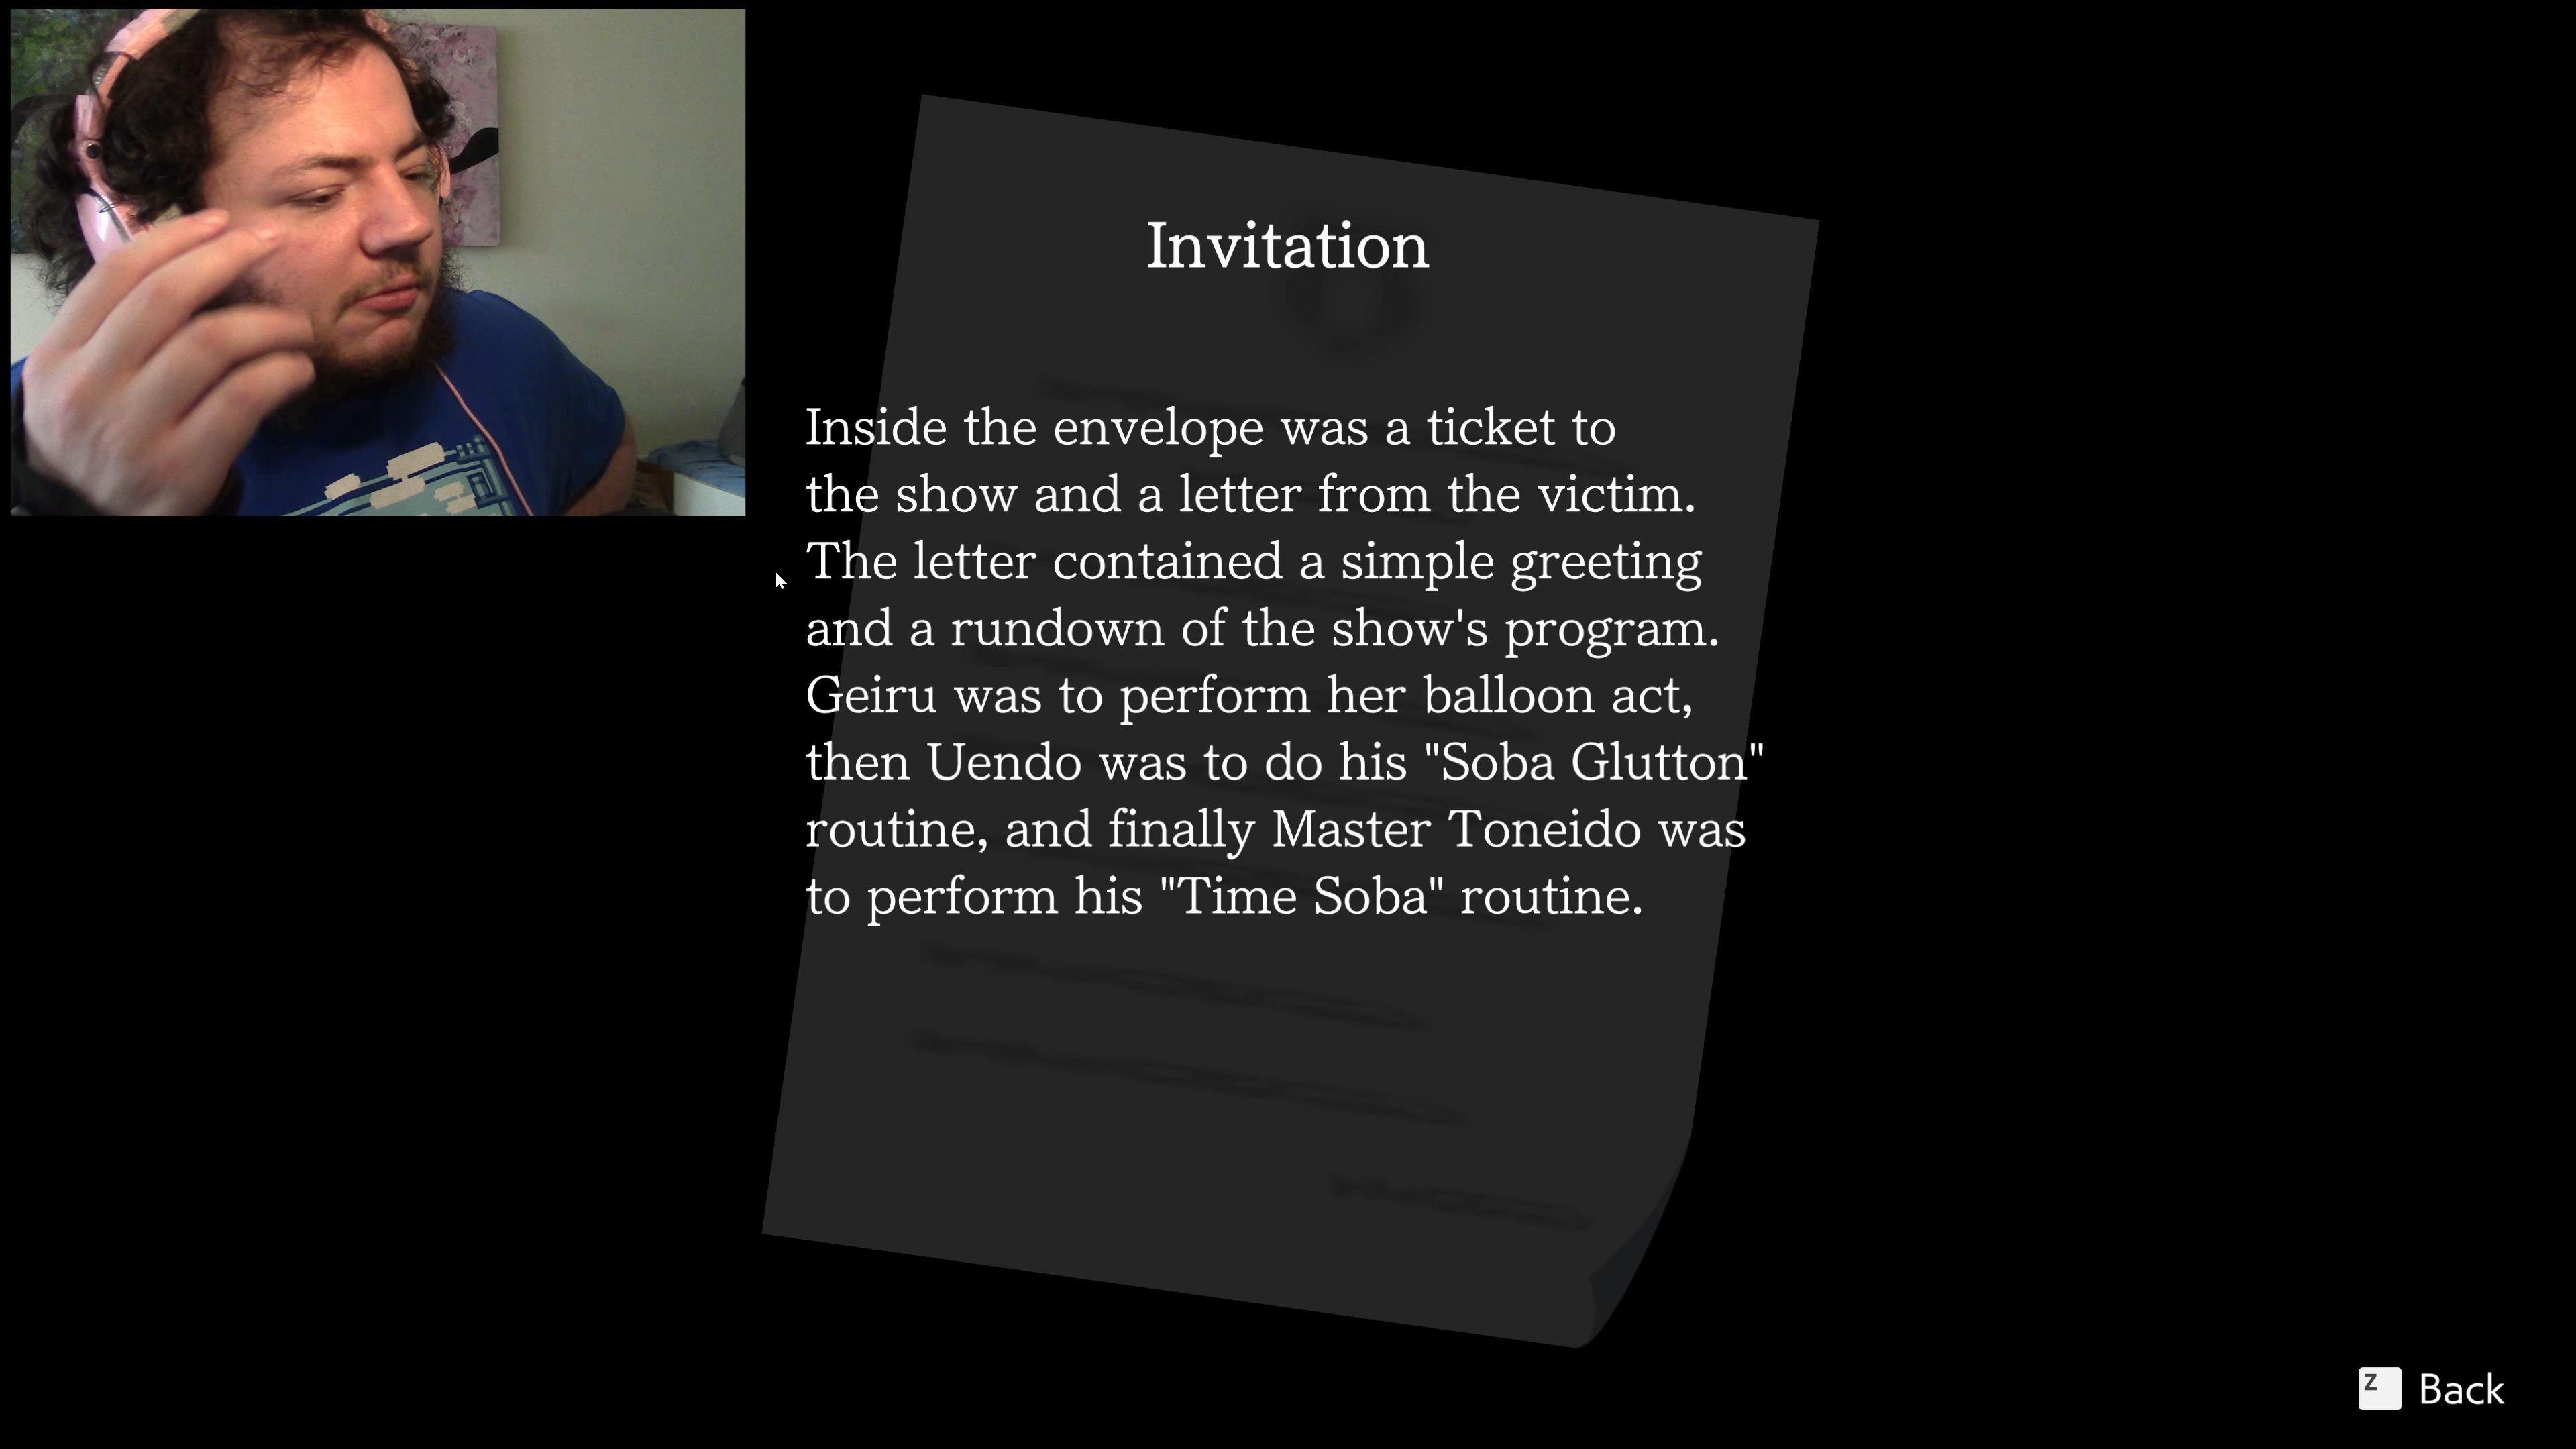 Invitation
Inside the envelope was a ticket to
the show and a letter from the victim.
The letter contained a simple greeting
and a rundown of the show's program.
Geiru was to perform her balloon act,
then Uendo was to do his "Soba Glutton"
routine, and finally Master Toneido was
to perform his "Time Soba" routine.
Z Back